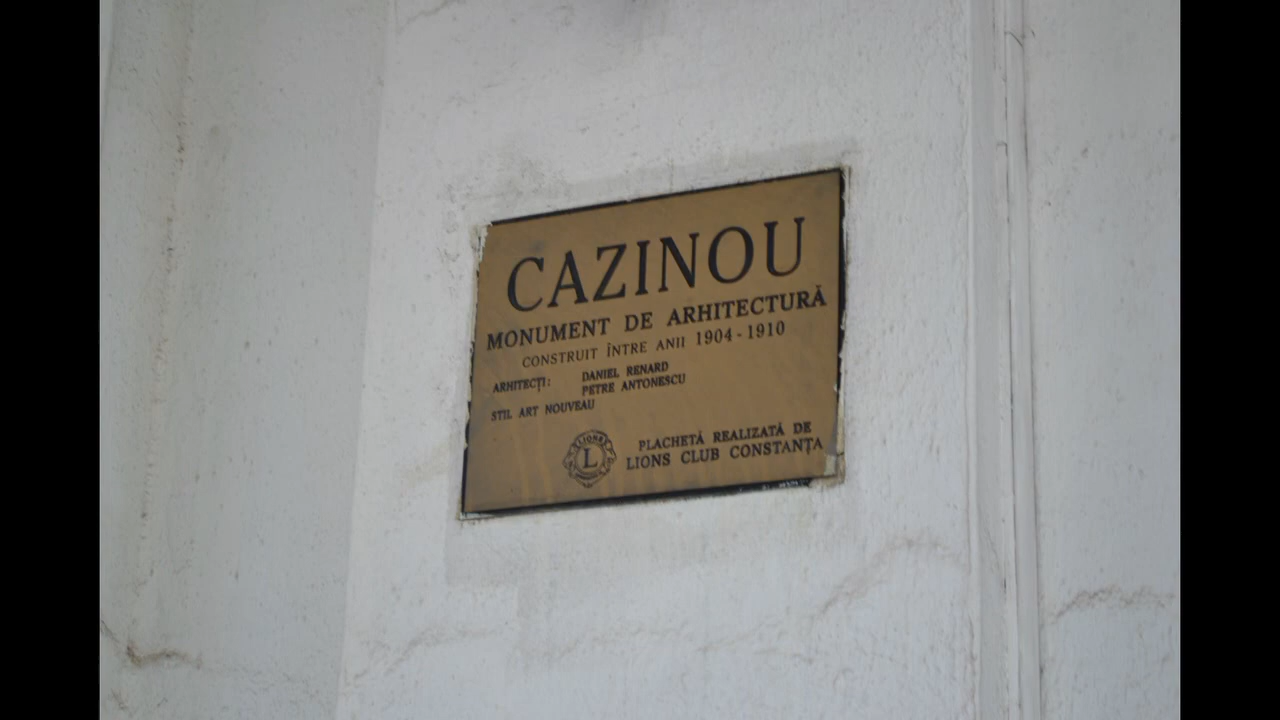 CAZINOU
MONUMENT DE ARHITECTURĂ
CONSTRUIT ÎNTRE ANII 1904-1910
ARHITECȚI: DANIEL RENARD
PETRE ANTONESCU
STIL ART NOUVEAU
LIONS
L
PLACHETĂ REALIZATĂ DE
LIONS CLUB CONSTANȚA